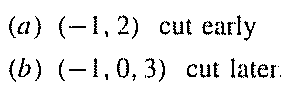 (a) (−1, 2) cut early
(b) (−1, 0, 3) cut later.